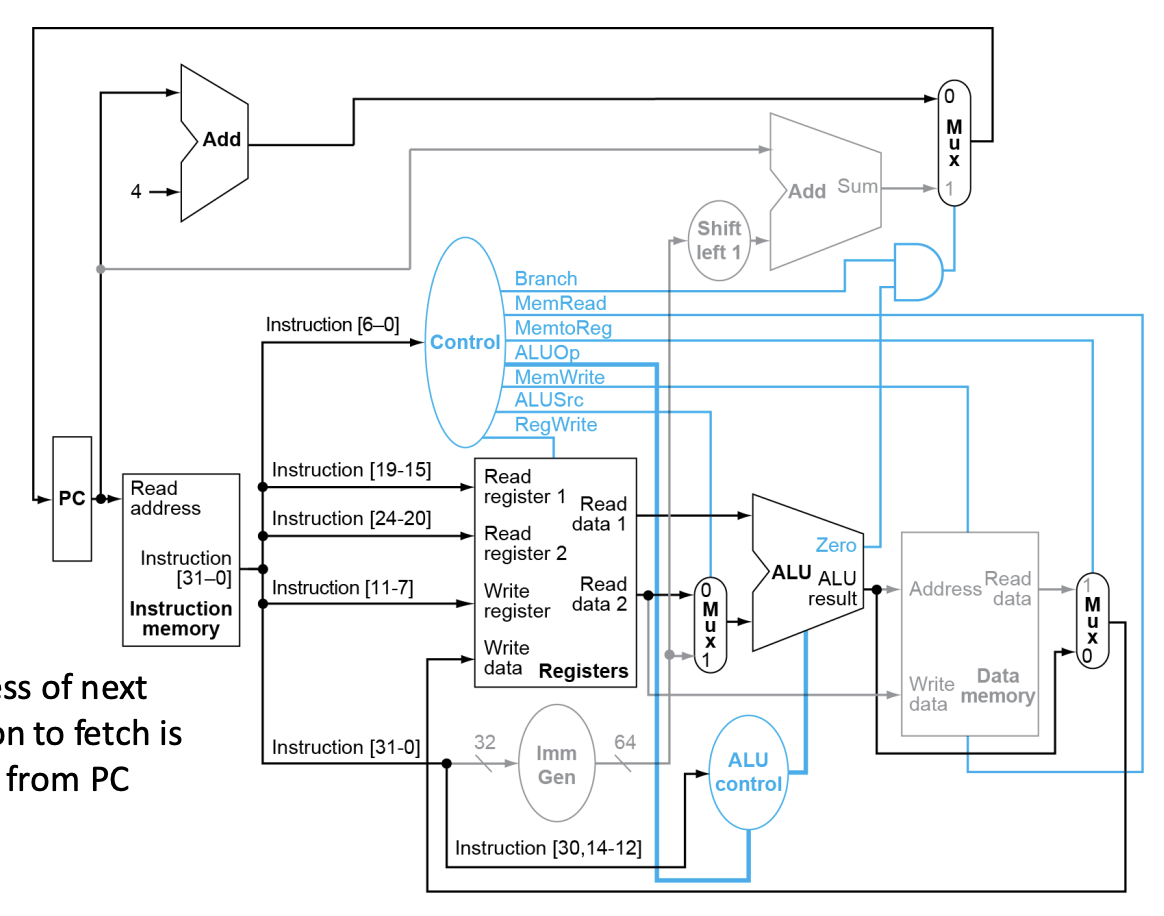 Add
4
0
M
u
x
1
Add Sum
Shift
left 1
Branch
MemRead
MemtoReg
ALUOp
MemWrite
ALUSrc
RegWrite
Control
Instruction [6–0]
PC
Read
address
Instruction
[31–0]
Instruction
memory
Instruction [19-15]
Instruction [24-20]
Instruction [11-7]
Read
register 1
Read
register 2
Write
register
Write
data
Read
data 1
Read
data 2
Registers
0
M
u
x
1
Zero
ALU
ALU
result
Address
Read
data
Write
data
Data
memory
1
M
u
x
0
ess of next
on to fetch is
from PC
Instruction [31-0]
32
Imm
Gen
64
ALU
control
Instruction [30,14-12]